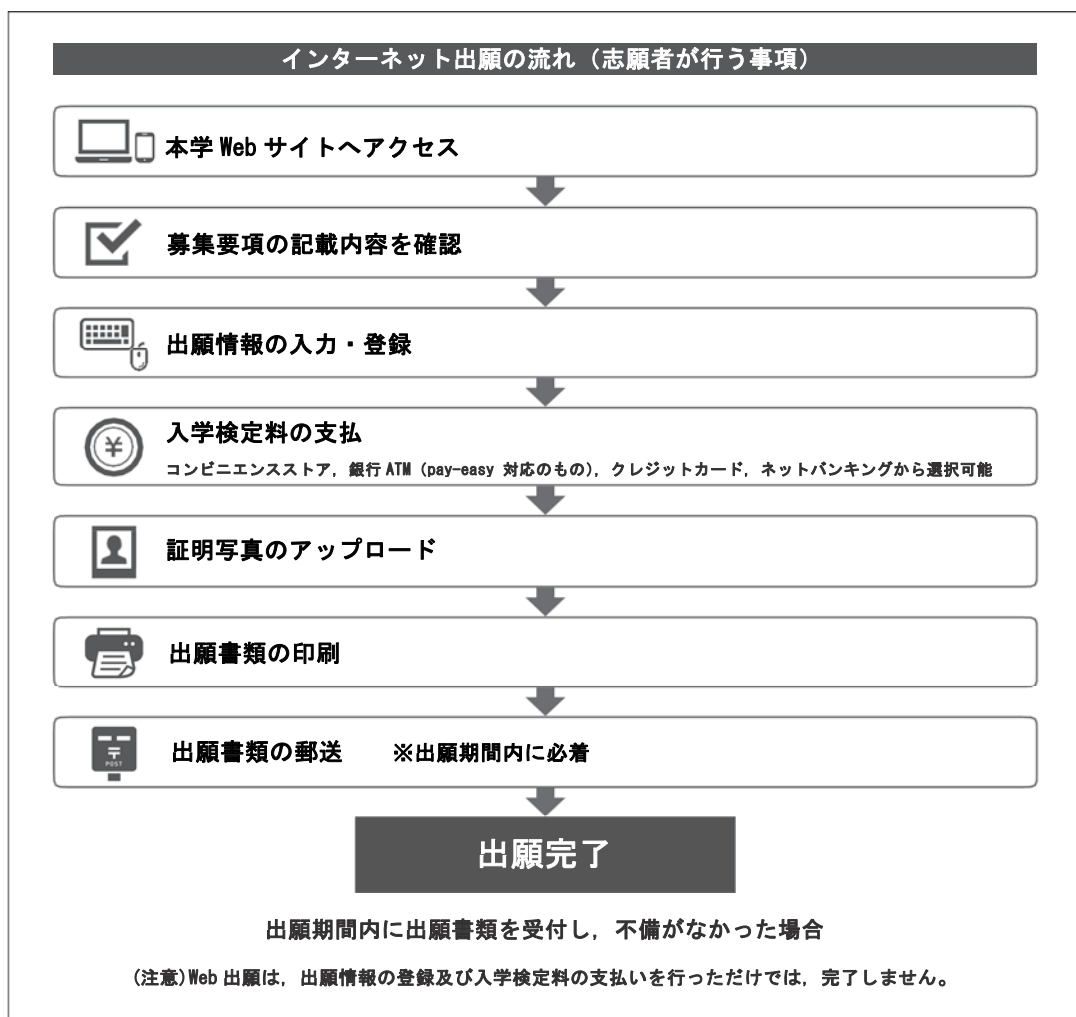 インターネット出願の流れ（志願者が行う事項）
本学Webサイトへアクセス
募集要項の記載内容を確認
出願情報の入力・登録
¥
入学検定料の支払
コンビニエンスストア，銀行ATM（pay-easy 対応のもの），クレジットカード，ネットバンキングから選択可能
証明写真のアップロード
出願書類の印刷
〒
POST
出願書類の郵送　　※出願期間内に必着
出願完了
出願期間内に出願書類を受付し，不備がなかった場合
(注意)Web出願は，出願情報の登録及び入学検定料の支払いを行っただけでは，完了しません。